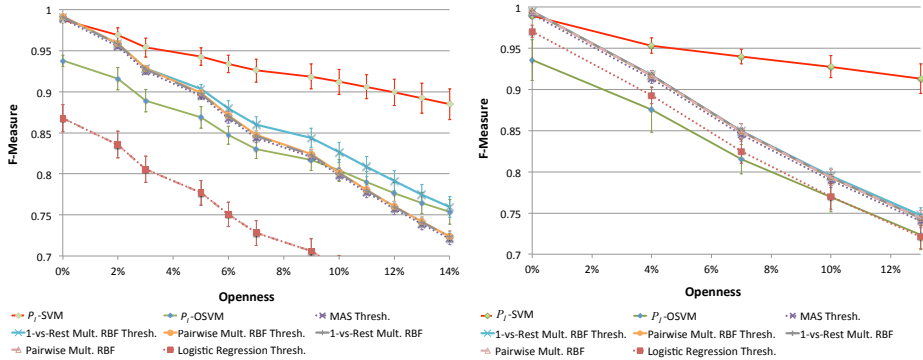 1
0.95
0.9
0.85
0.8
0.75
0.7
F-Measure
0% 2% 4% 6% 8% 10% 12% 14%
Openness
P_I-SVM P_I-OSVM MAS Thresh.
1-vs-Rest Mult. RBF Thresh. Pairwise Mult. RBF Thresh. 1-vs-Rest Mult. RBF
Pairwise Mult. RBF Logistic Regression Thresh.
1
0.95
0.9
0.85
0.8
0.75
0.7
F-Measure
0% 4% 7% 10% 13%
Openness
P_I-SVM P_I-OSVM MAS Thresh.
1-vs-Rest Mult. RBF Thresh. Pairwise Mult. RBF Thresh. 1-vs-Rest Mult. RBF
Pairwise Mult. RBF Logistic Regression Thresh.